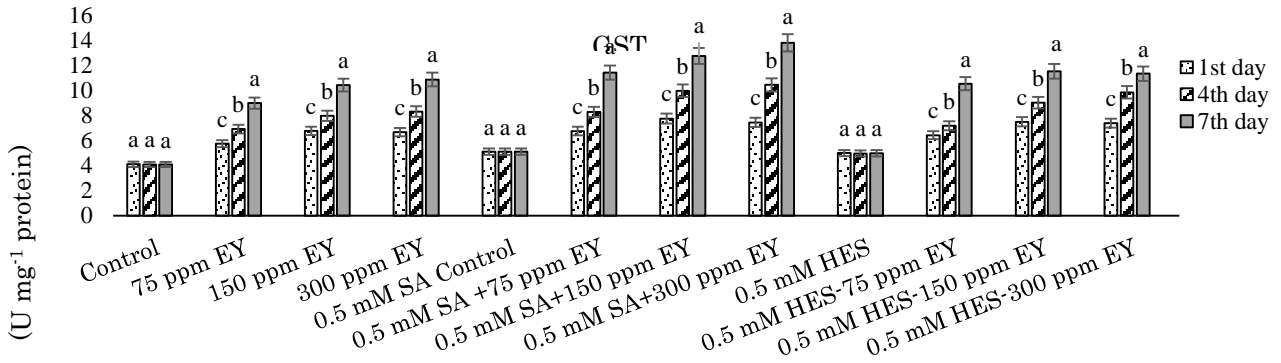 GST
(U mg-1 protein)
16
14
12
10
8
6
4
2
0
a a a
c b a
c b a
c b a
a a a
c b a
c b a
c b a
a a a
c b a
c b a
c b a
Control
75 ppm EY
150 ppm EY
300 ppm EY
0.5 mM SA Control
0.5 mM SA +75 ppm EY
0.5 mM SA+150 ppm EY
0.5 mM SA+300 ppm EY
0.5 mM HES
0.5 mM HES-75 ppm EY
0.5 mM HES-150 ppm EY
0.5 mM HES-300 ppm EY
1st day
4th day
7th day